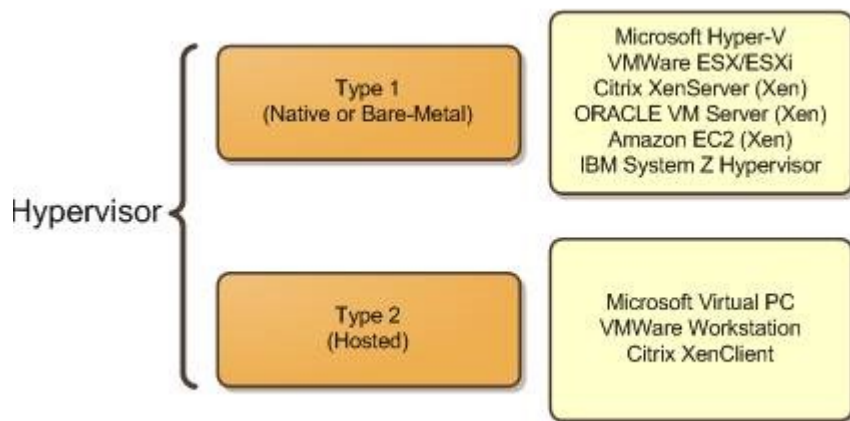 Hypervisor
Type 1
(Native or Bare-Metal)
Microsoft Hyper-V
VMWare ESX/ESXi
Citrix XenServer (Xen)
ORACLE VM Server (Xen)
Amazon EC2 (Xen)
IBM System Z Hypervisor
Type 2
(Hosted)
Microsoft Virtual PC
VMWare Workstation
Citrix XenClient